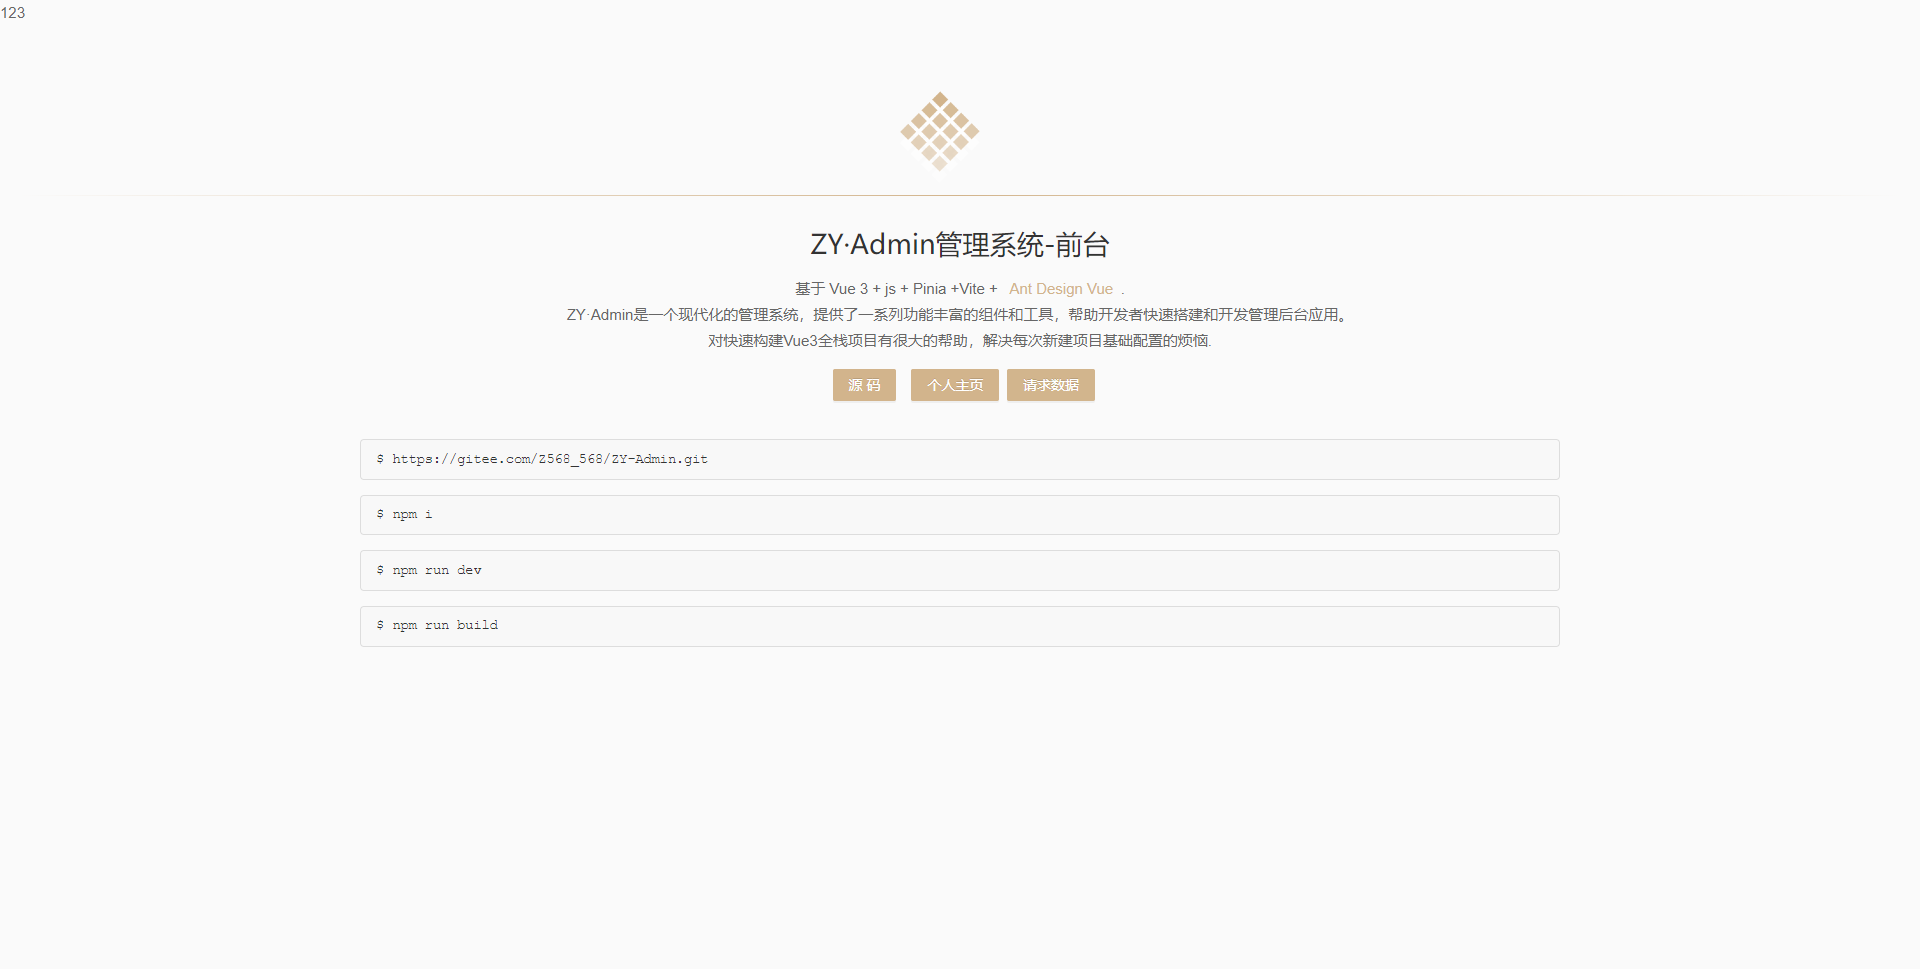 123
ZY·Admin管理系统-前台
基于 Vue 3 + js + Pinia +Vite + Ant Design Vue .
ZY·Admin是一个现代化的管理系统，提供了一系列功能丰富的组件和工具，帮助开发者快速搭建和开发管理后台应用。
对快速构建Vue3全栈项目有很大的帮助，解决每次新建项目基础配置的烦恼.
源 码 个人主页 请求数据
$ https://gitee.com/Z568_568/ZY-Admin.git
$ npm i
$ npm run dev
$ npm run build